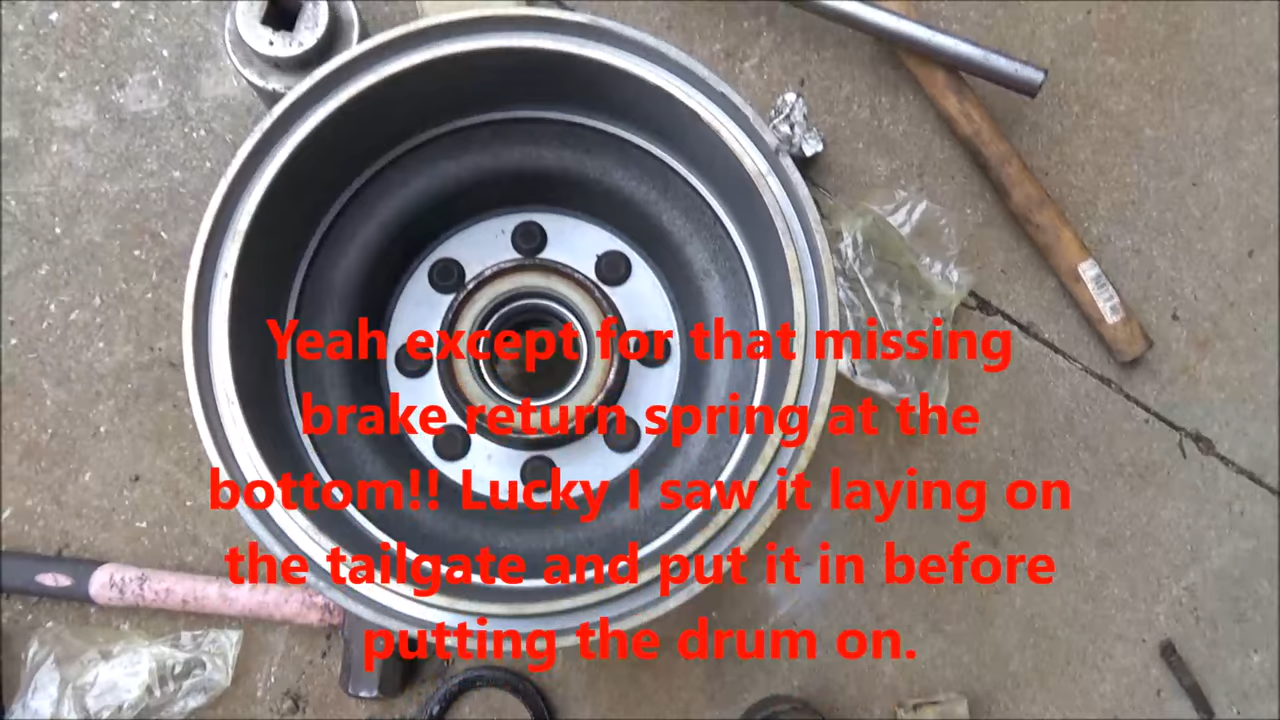 Yeah except for that missing
brake return spring at the
bottom!! Lucky I saw it laying on
the tailgate and put it in before
putting the drum on.